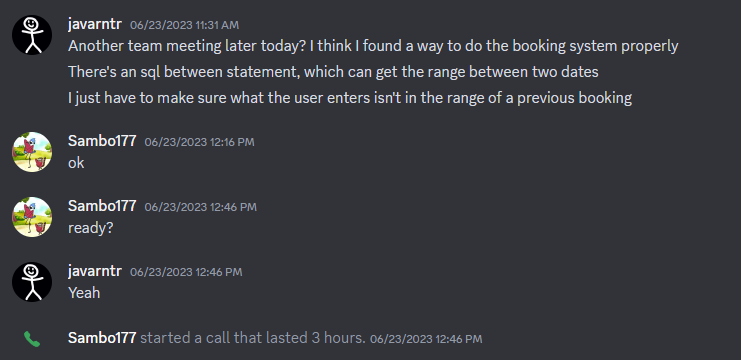 javarntr 06/23/2023 11:31 AM
Another team meeting later today? I think I found a way to do the booking system properly
There's an sql between statement, which can get the range between two dates
I just have to make sure what the user enters isn't in the range of a previous booking
Sambo177 06/23/2023 12:16 PM
ok
Sambo177 06/23/2023 12:46 PM
ready?
javarntr 06/23/2023 12:46 PM
Yeah
Sambo177 started a call that lasted 3 hours. 06/23/2023 12:46 PM